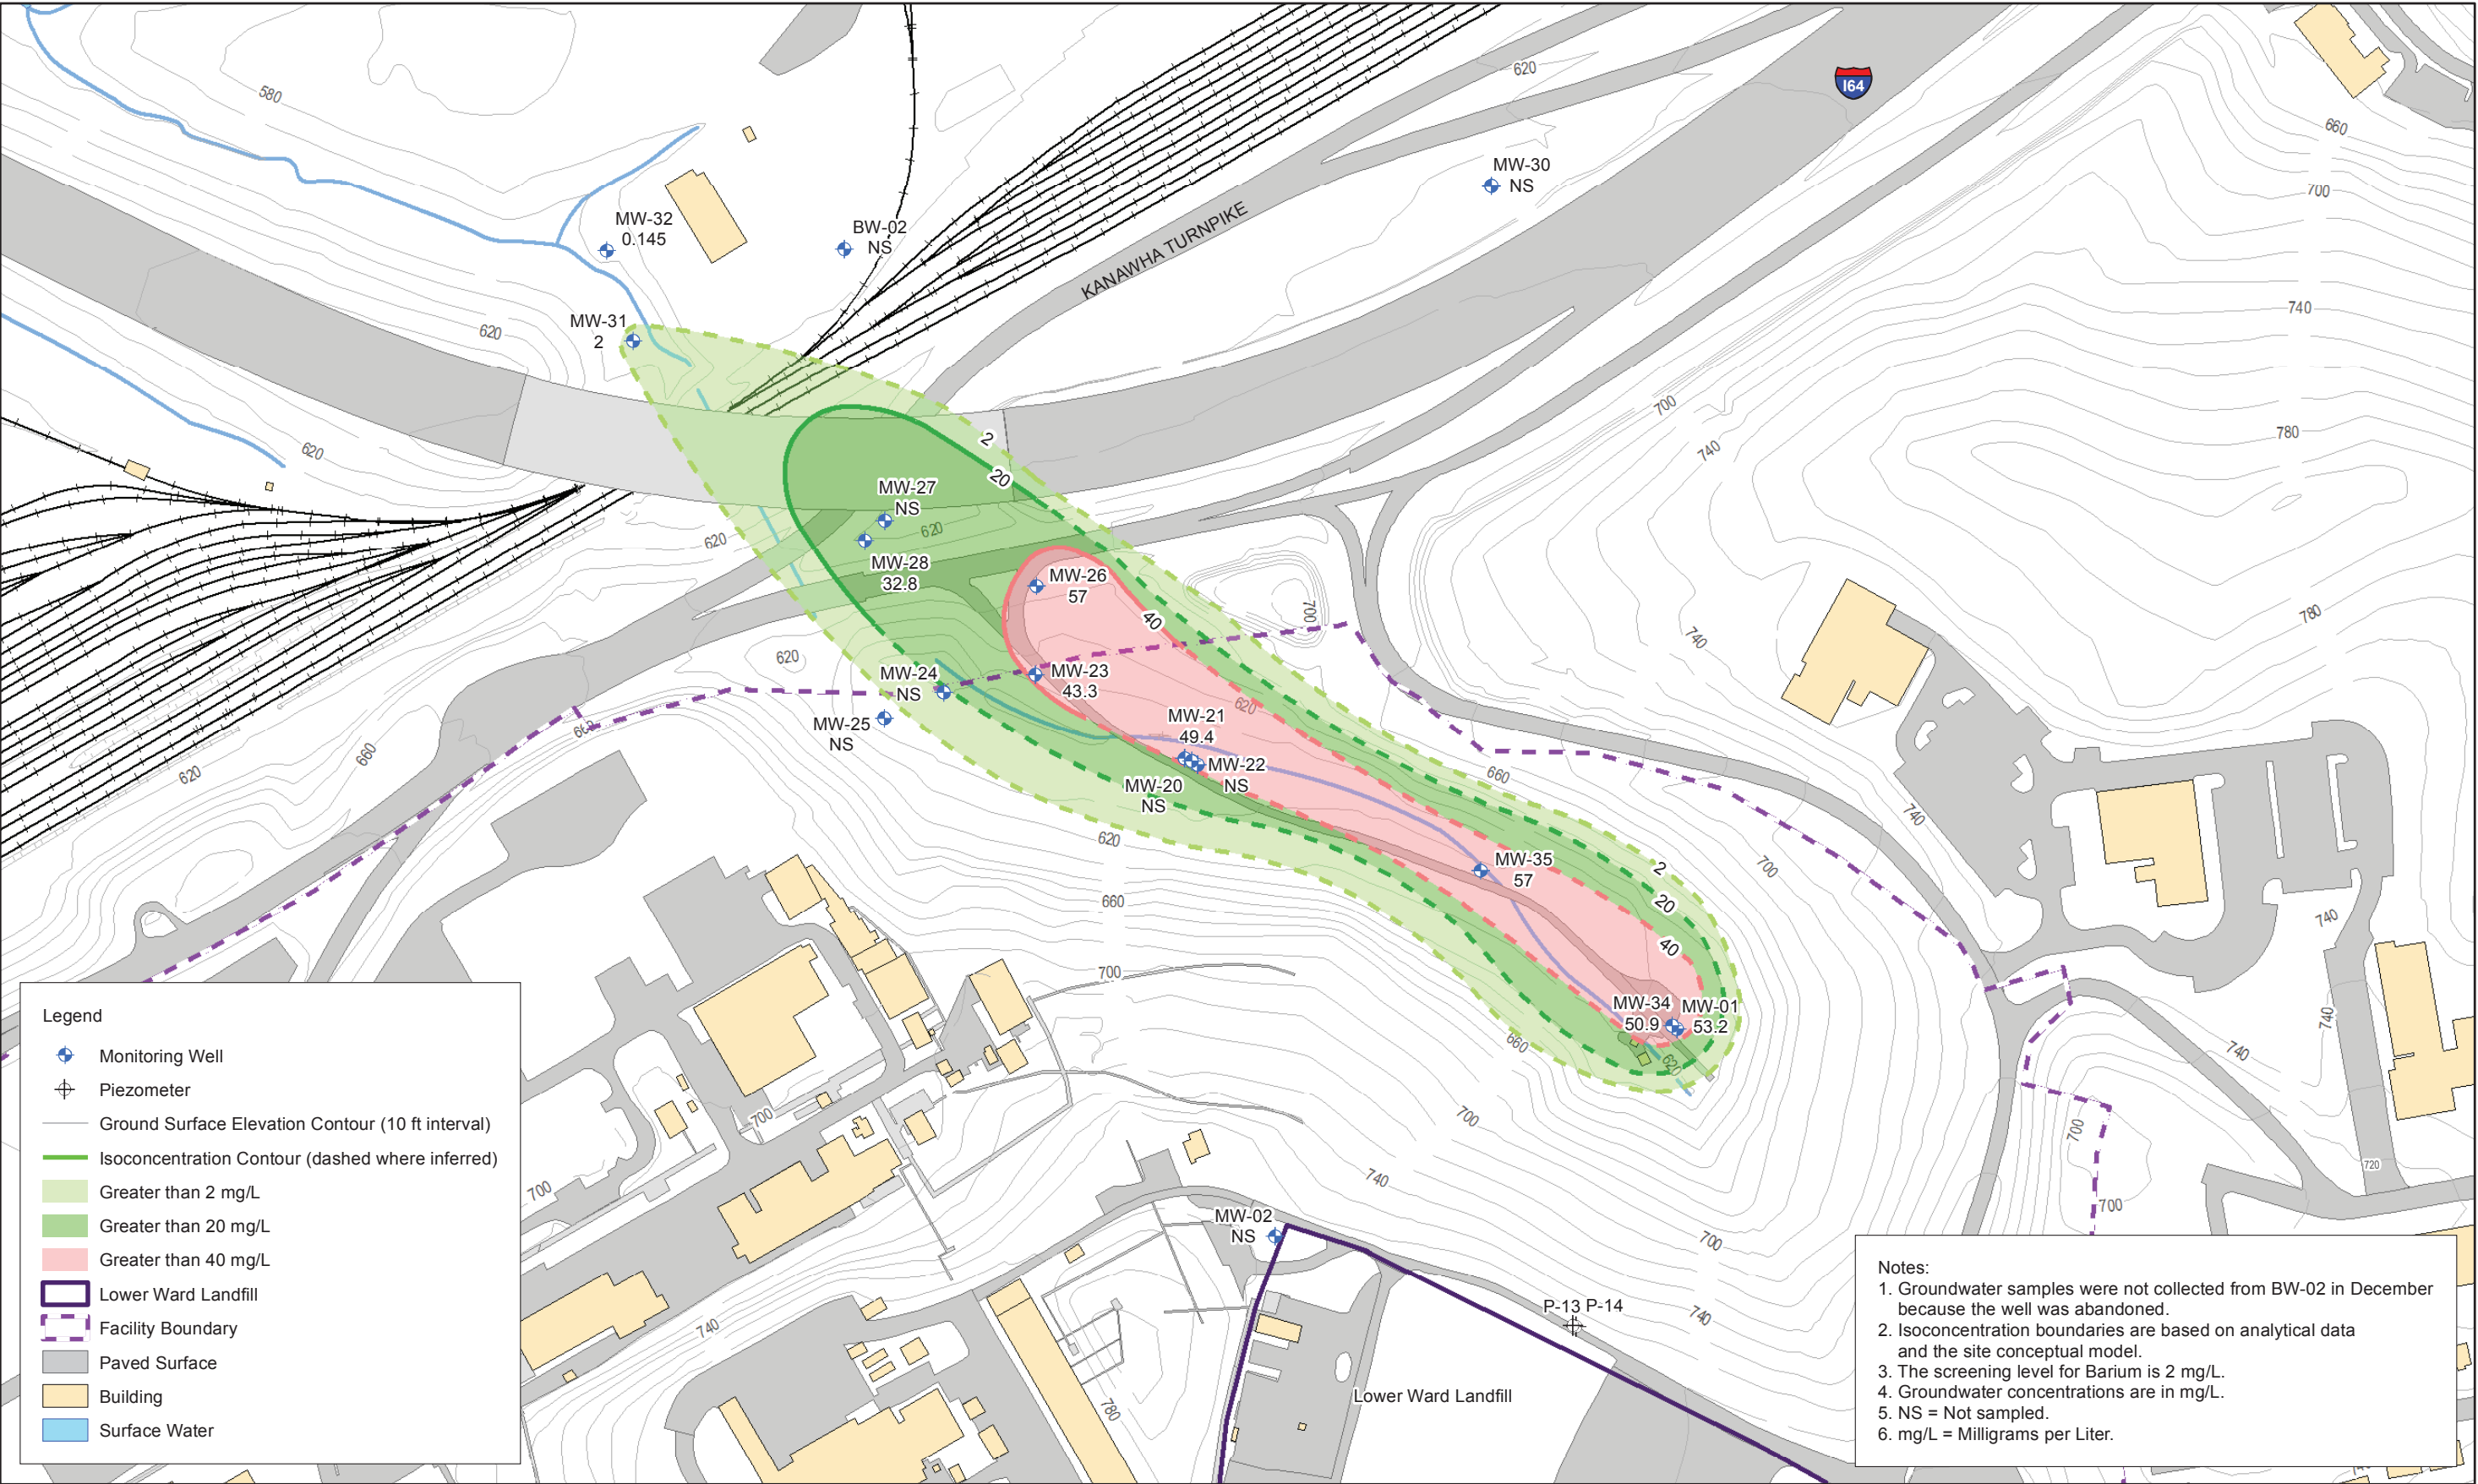 I64
620
580
660
700
MW-30
NS
MW-32
0.145
BW-02
NS
KANAWHA TURNPIKE
740
MW-31
2
620
700
780
2
740
620
20
MW-27
NS
620
620
MW-28
32.8
MW-26
57
700
40
780
740
620
MW-24
NS
MW-23
43.3
620
MW-25
NS
MW-21
49.4
660
MW-22
NS
MW-20
NS
660
620
740
620
MW-35
57
2
700
660
20
740
40
700
MW-34
50.9
MW-01
53.2
740
660
740
620
700
700
700
720
740
700
700
MW-02
NS
700
P-13 P-14
740
740
780
Lower Ward Landfill
Legend
Monitoring Well
Piezometer
Ground Surface Elevation Contour (10 ft interval)
Isoconcentration Contour (dashed where inferred)
Greater than 2 mg/L
Greater than 20 mg/L
Greater than 40 mg/L
Lower Ward Landfill
Facility Boundary
Paved Surface
Building
Surface Water
Notes:
1. Groundwater samples were not collected from BW-02 in December
because the well was abandoned.
2. Isoconcentration boundaries are based on analytical data
and the site conceptual model.
3. The screening level for Barium is 2 mg/L.
4. Groundwater concentrations are in mg/L.
5. NS = Not sampled.
6. mg/L = Milligrams per Liter.